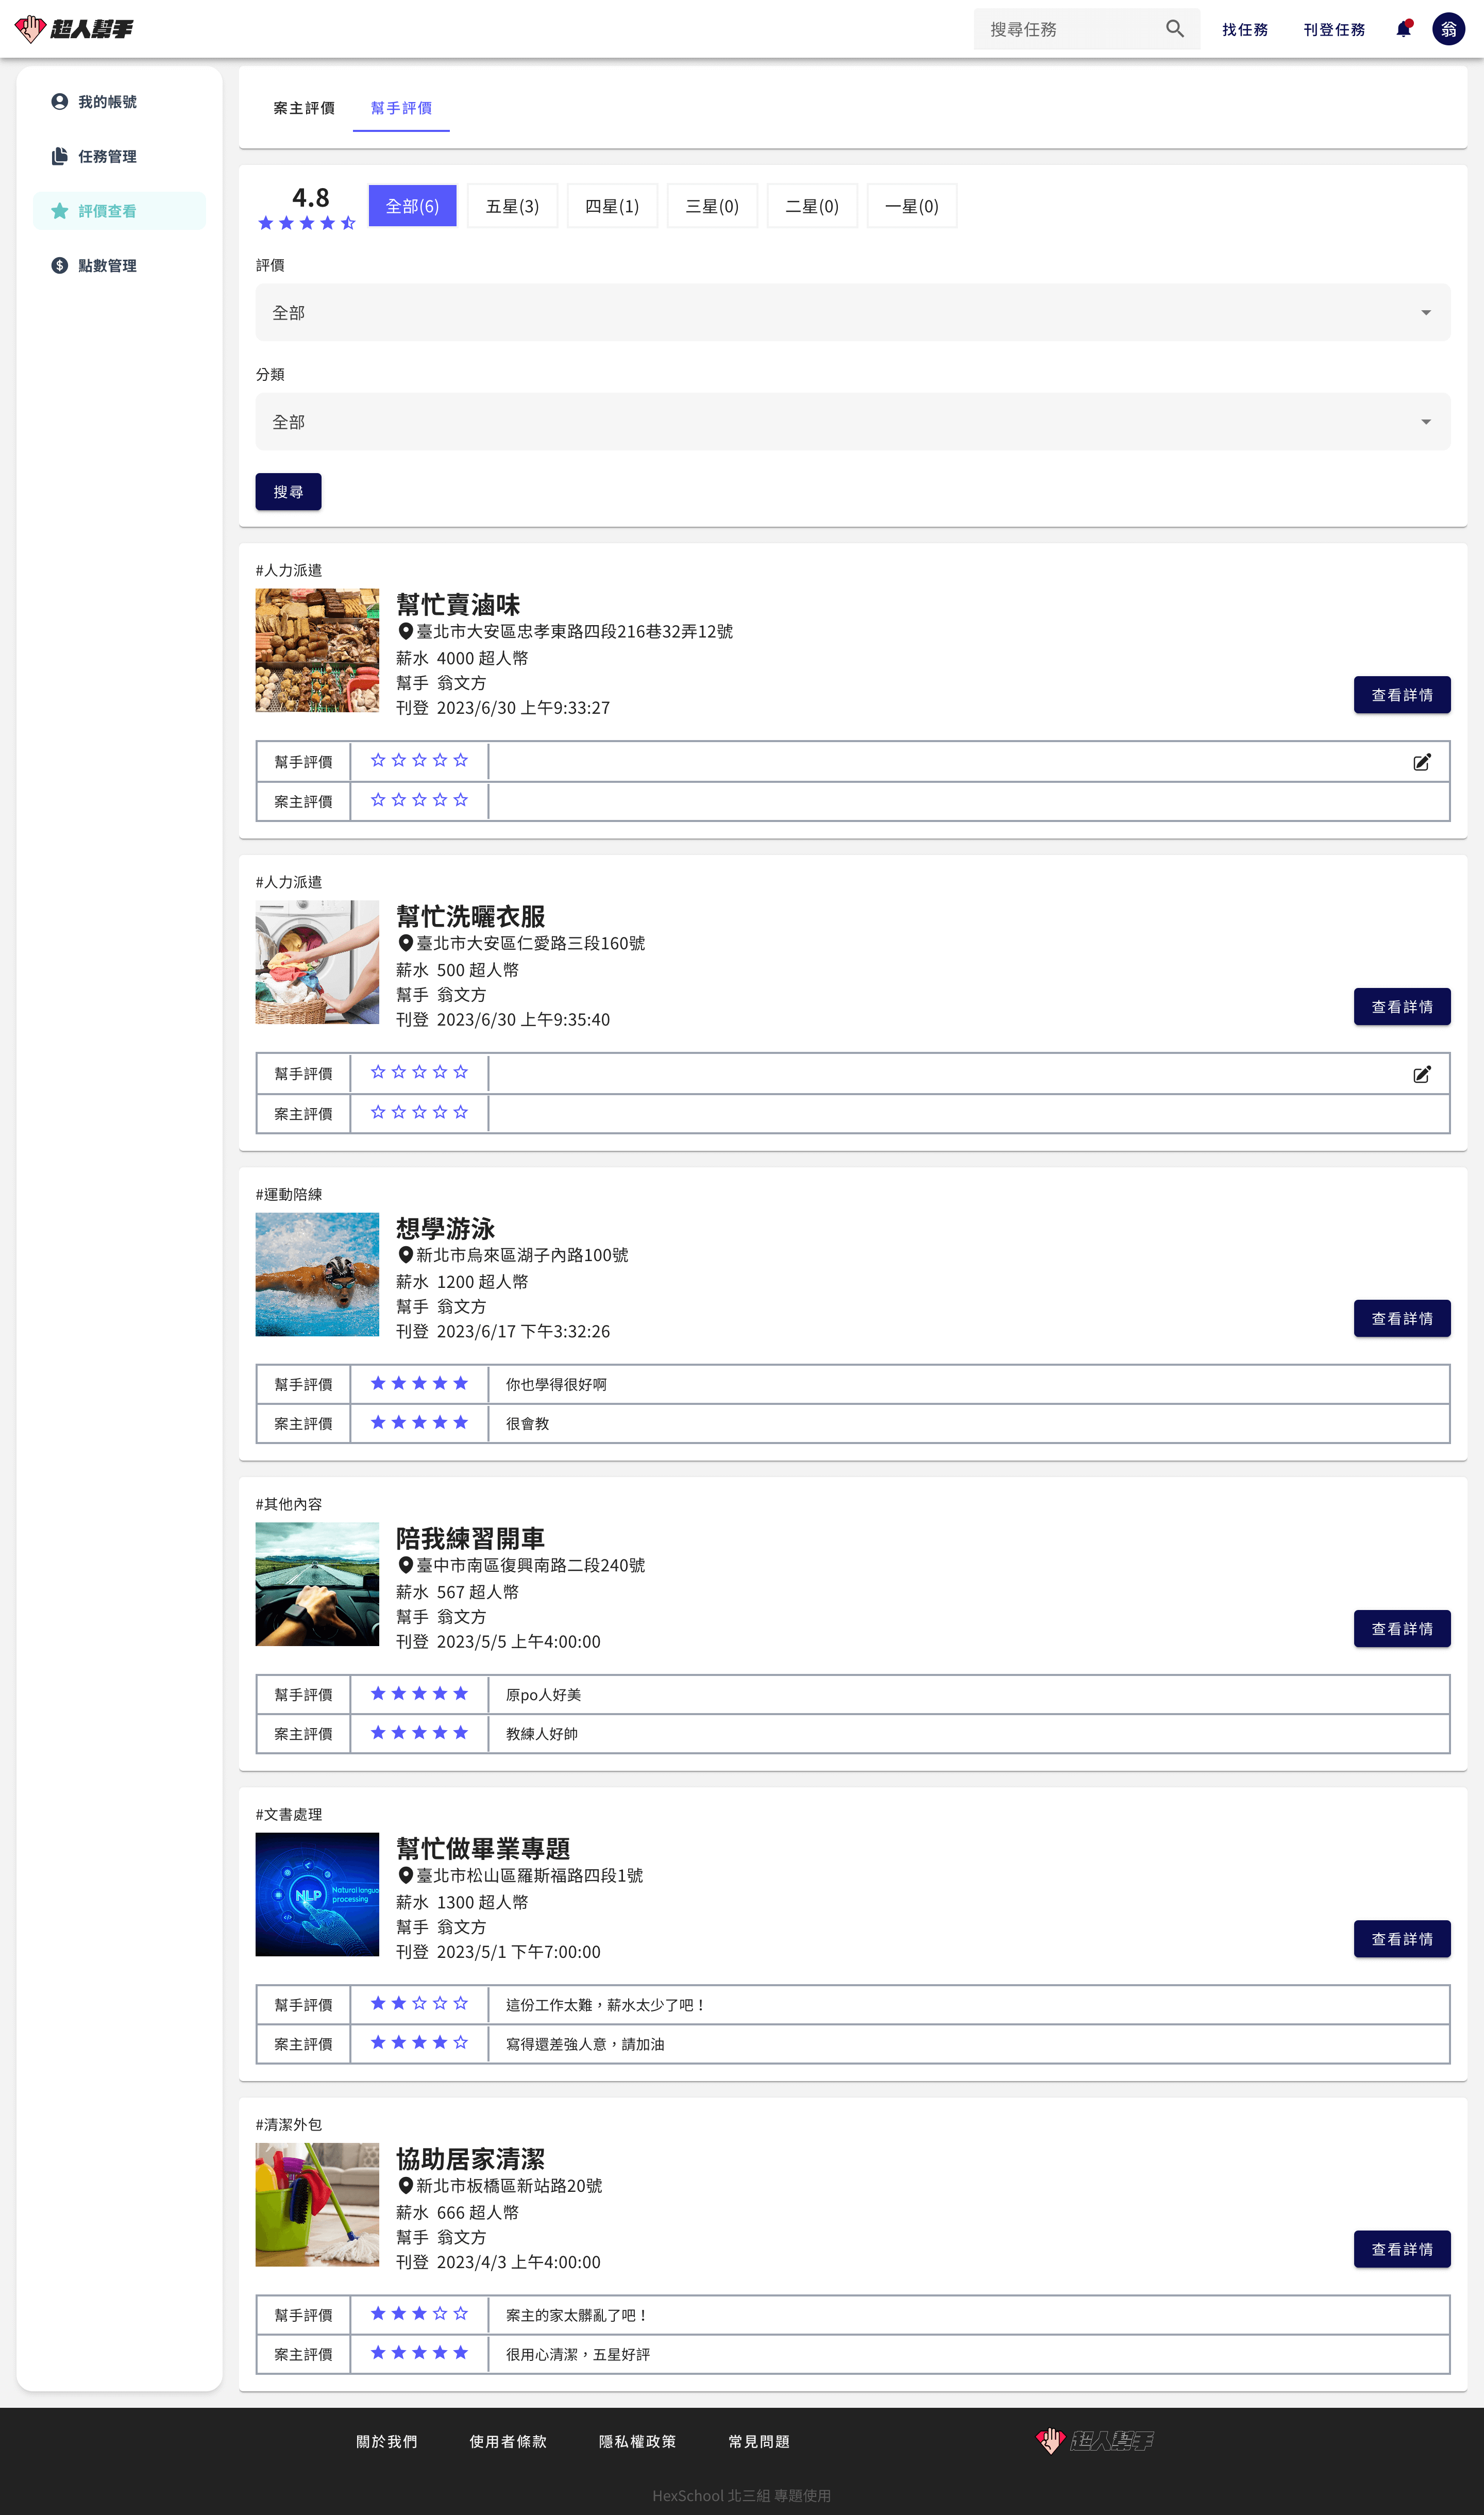 超人幫手
搜尋任務
找任務
刊登任務
翁
我的帳號
任務管理
評價查看
點數管理
案主評價
幫手評價
4.8
全部(6)
五星(3)
四星(1)
三星(0)
二星(0)
一星(0)
評價
全部
分類
全部
搜尋
#人力派遣
幫忙賣滷味
臺北市大安區忠孝東路四段216巷32弄12號
薪水 4000 超人幣
幫手 翁文方
刊登 2023/6/30 上午9:33:27
查看詳情
幫手評價
案主評價
#人力派遣
幫忙洗曬衣服
臺北市大安區仁愛路三段160號
薪水 500 超人幣
幫手 翁文方
刊登 2023/6/30 上午9:35:40
查看詳情
幫手評價
案主評價
#運動陪練
想學游泳
新北市烏來區湖子內路100號
薪水 1200 超人幣
幫手 翁文方
刊登 2023/6/17 下午3:32:26
查看詳情
幫手評價 你也學得很好啊
案主評價 很會教
#其他內容
陪我練習開車
臺中市南區復興南路二段240號
薪水 567 超人幣
幫手 翁文方
刊登 2023/5/5 上午4:00:00
查看詳情
幫手評價 原po人好美
案主評價 教練人好帥
#文書處理
NLP
Natural langua
processing
幫忙做畢業專題
臺北市松山區羅斯福路四段1號
薪水 1300 超人幣
幫手 翁文方
刊登 2023/5/1 下午7:00:00
查看詳情
幫手評價 這份工作太難，薪水太少了吧！
案主評價 寫得還差強人意，請加油
#清潔外包
協助居家清潔
新北市板橋區新站路20號
薪水 666 超人幣
幫手 翁文方
刊登 2023/4/3 上午4:00:00
查看詳情
幫手評價 案主的家太髒亂了吧！
案主評價 很用心清潔，五星好評
關於我們
使用者條款
隱私權政策
常見問題
超人幫手
HexSchool 北三組 專題使用